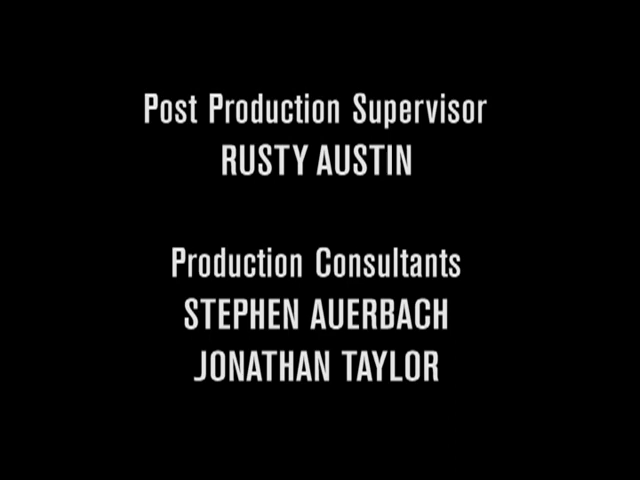 Post Production Supervisor
RUSTY AUSTIN
Production Consultants
STEPHEN AUERBACH
JONATHAN TAYLOR